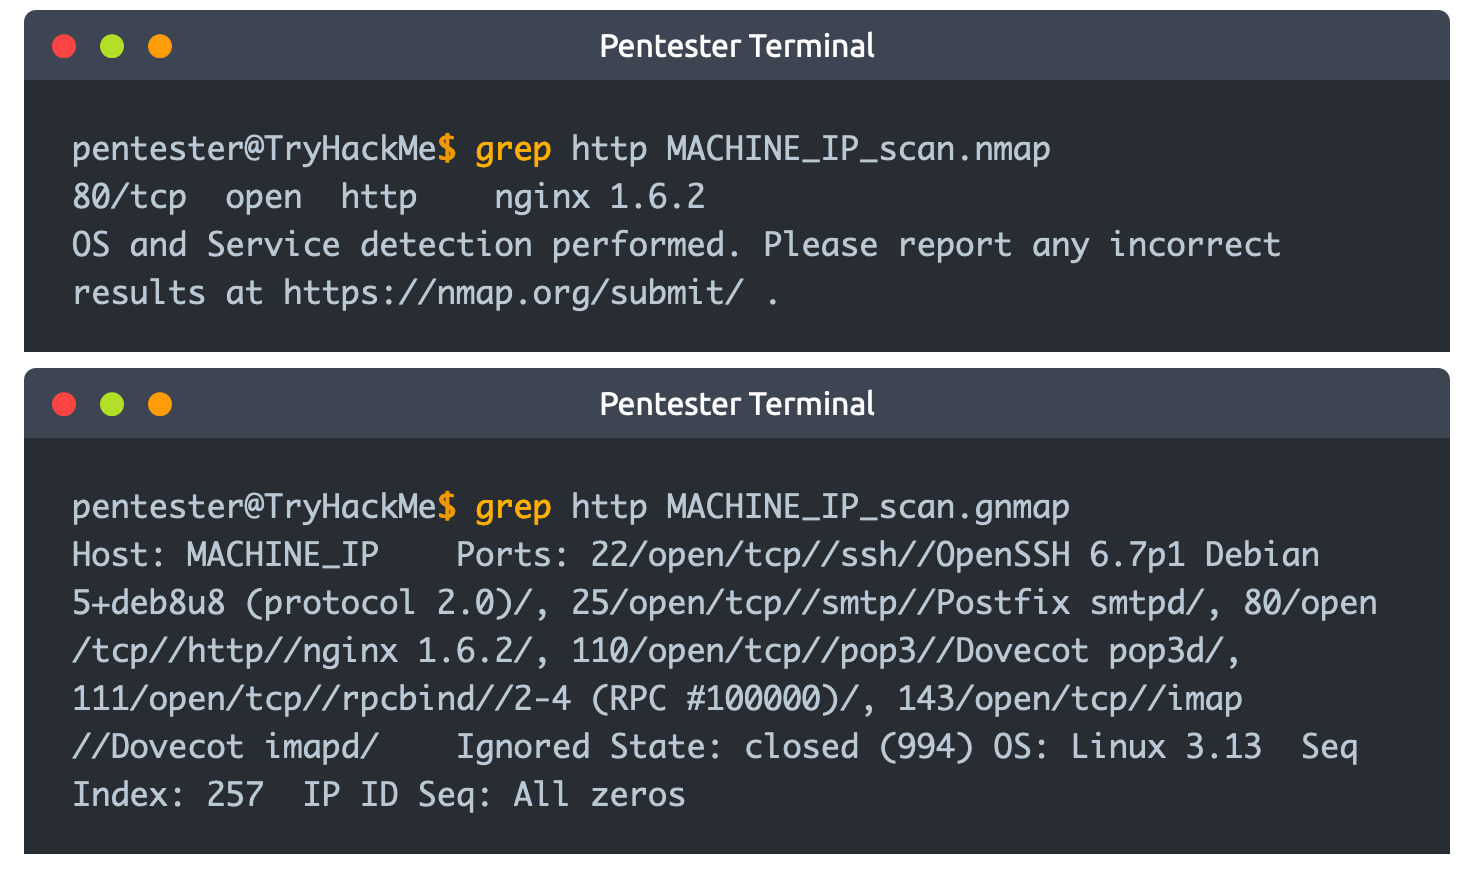 Pentester Terminal
pentester@TryHackMe$ grep http MACHINE_IP_scan.nmap
80/tcp  open  http    nginx 1.6.2
OS and Service detection performed. Please report any incorrect
results at https://nmap.org/submit/ .
Pentester Terminal
pentester@TryHackMe$ grep http MACHINE_IP_scan.gnmap
Host: MACHINE_IP    Ports: 22/open/tcp//ssh//OpenSSH 6.7p1 Debian
5+deb8u8 (protocol 2.0)/, 25/open/tcp//smtp//Postfix smtpd/, 80/open
/tcp//http//nginx 1.6.2/, 110/open/tcp//pop3//Dovecot pop3d/,
111/open/tcp//rpcbind//2-4 (RPC #100000)/, 143/open/tcp//imap
//Dovecot imapd/    Ignored State: closed (994) OS: Linux 3.13  Seq
Index: 257  IP ID Seq: All zeros